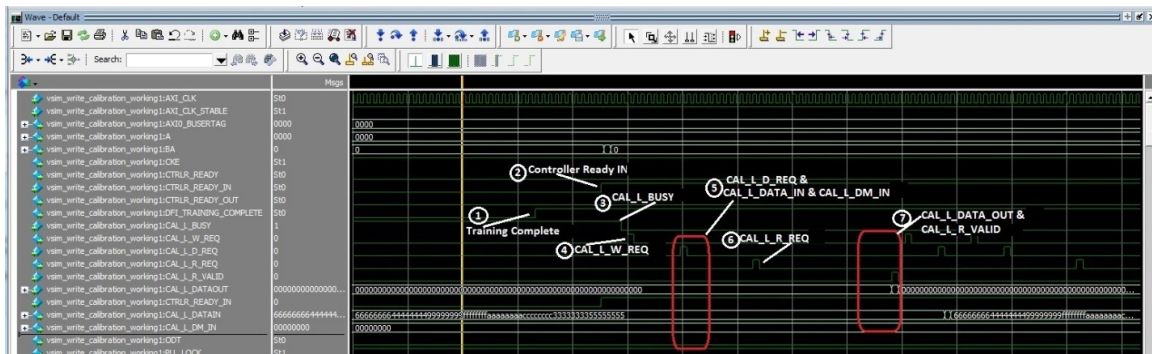 Wave - Default
Search:
Msgs
vsim_write_calibration_working1:AXI_CLK St0
vsim_write_calibration_working1:AXI_CLK_STABLE St1
vsim_write_calibration_working1:AXI0_BUSERTAG 0000 0000
vsim_write_calibration_working1:A 0000 0000
vsim_write_calibration_working1:BA 0 0 0
vsim_write_calibration_working1:CKE St1
vsim_write_calibration_working1:CTRLR_READY St0
vsim_write_calibration_working1:CTRLR_READY_IN St0
vsim_write_calibration_working1:CTRLR_READY_OUT St0
vsim_write_calibration_working1:DFI_TRAINING_COMPLETE St0
vsim_write_calibration_working1:CAL_L_BUSY 1
vsim_write_calibration_working1:CAL_L_W_REQ 0
vsim_write_calibration_working1:CAL_L_D_REQ 0
vsim_write_calibration_working1:CAL_L_R_REQ 0
vsim_write_calibration_working1:CAL_L_R_VALID 0
vsim_write_calibration_working1:CAL_L_DATAOUT
vsim_write_calibration_working1:CTRLR_READY_IN 0
vsim_write_calibration_working1:CAL_L_DATAIN
vsim_write_calibration_working1:CAL_L_DM_IN 00000000 00000000
vsim_write_calibration_working1:ODT St0
vsim_write_calibration_working1:PLL_LOCK St1
1 Training Complete
2 Controller Ready IN
3 CAL_L_BUSY
4 CAL_L_W_REQ
5 CAL_L_D_REQ &
CAL_L_DATA_IN & CAL_L_DM_IN
6 CAL_L_R_REQ
7 CAL_L_DATA_OUT &
CAL_L_R_VALID